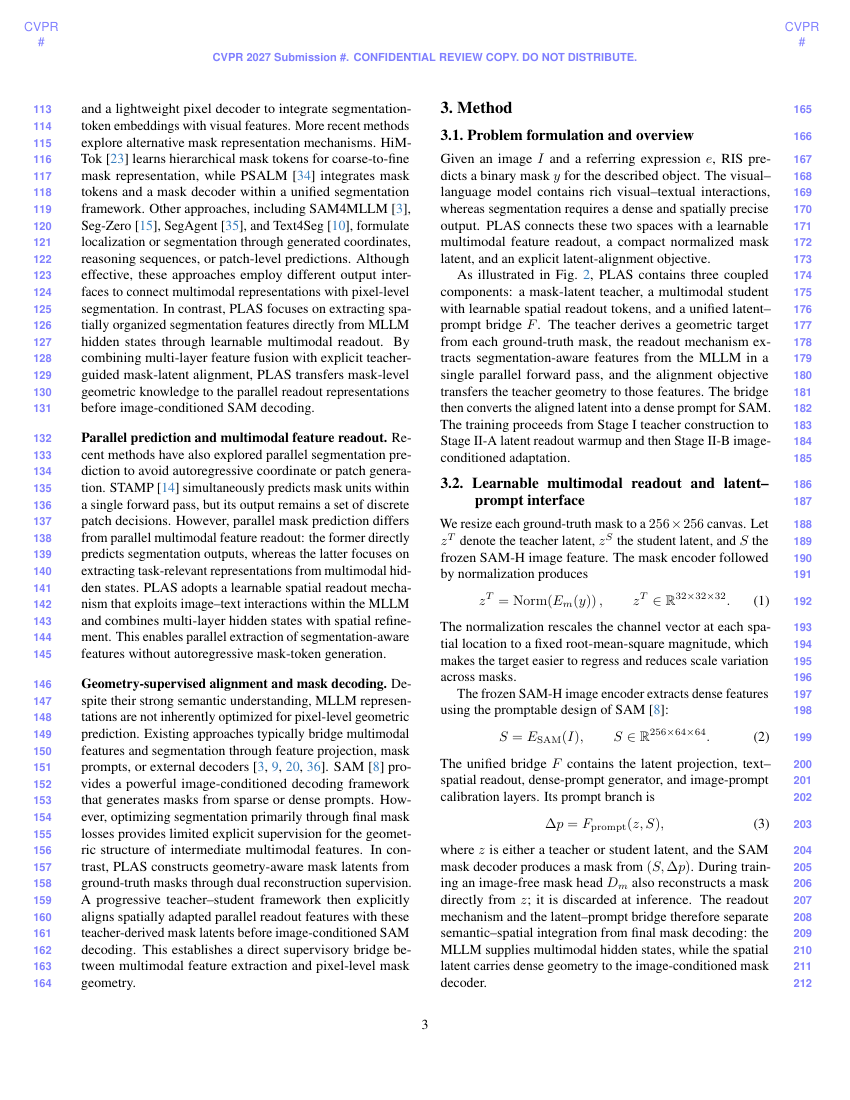 CVPR
#
CVPR
#
CVPR 2027 Submission #. CONFIDENTIAL REVIEW COPY. DO NOT DISTRIBUTE.
113 and a lightweight pixel decoder to integrate segmentation-
114 token embeddings with visual features. More recent methods
115 explore alternative mask representation mechanisms. HiM-
116 Tok [23] learns hierarchical mask tokens for coarse-to-fine
117 mask representation, while PSALM [34] integrates mask
118 tokens and a mask decoder within a unified segmentation
119 framework. Other approaches, including SAM4MLLM [3],
120 Seg-Zero [15], SegAgent [35], and Text4Seg [10], formulate
121 localization or segmentation through generated coordinates,
122 reasoning sequences, or patch-level predictions. Although
123 effective, these approaches employ different output inter-
124 faces to connect multimodal representations with pixel-level
125 segmentation. In contrast, PLAS focuses on extracting spa-
126 tially organized segmentation features directly from MLLM
127 hidden states through learnable multimodal readout. By
128 combining multi-layer feature fusion with explicit teacher-
129 guided mask-latent alignment, PLAS transfers mask-level
130 geometric knowledge to the parallel readout representations
131 before image-conditioned SAM decoding.
132 Parallel prediction and multimodal feature readout. Re-
133 cent methods have also explored parallel segmentation pre-
134 diction to avoid autoregressive coordinate or patch genera-
135 tion. STAMP [14] simultaneously predicts mask units within
136 a single forward pass, but its output remains a set of discrete
137 patch decisions. However, parallel mask prediction differs
138 from parallel multimodal feature readout: the former directly
139 predicts segmentation outputs, whereas the latter focuses on
140 extracting task-relevant representations from multimodal hid-
141 den states. PLAS adopts a learnable spatial readout mecha-
142 nism that exploits image–text interactions within the MLLM
143 and combines multi-layer hidden states with spatial refine-
144 ment. This enables parallel extraction of segmentation-aware
145 features without autoregressive mask-token generation.
146 Geometry-supervised alignment and mask decoding. De-
147 spite their strong semantic understanding, MLLM represen-
148 tations are not inherently optimized for pixel-level geometric
149 prediction. Existing approaches typically bridge multimodal
150 features and segmentation through feature projection, mask
151 prompts, or external decoders [3, 9, 20, 36]. SAM [8] pro-
152 vides a powerful image-conditioned decoding framework
153 that generates masks from sparse or dense prompts. How-
154 ever, optimizing segmentation primarily through final mask
155 losses provides limited explicit supervision for the geomet-
156 ric structure of intermediate multimodal features. In con-
157 trast, PLAS constructs geometry-aware mask latents from
158 ground-truth masks through dual reconstruction supervision.
159 A progressive teacher–student framework then explicitly
160 aligns spatially adapted parallel readout features with these
161 teacher-derived mask latents before image-conditioned SAM
162 decoding. This establishes a direct supervisory bridge be-
163 tween multimodal feature extraction and pixel-level mask
164 geometry.
3. Method 165
3.1. Problem formulation and overview 166
Given an image I and a referring expression e, RIS pre- 167
dicts a binary mask y for the described object. The visual– 168
language model contains rich visual–textual interactions, 169
whereas segmentation requires a dense and spatially precise 170
output. PLAS connects these two spaces with a learnable 171
multimodal feature readout, a compact normalized mask 172
latent, and an explicit latent-alignment objective. 173
As illustrated in Fig. 2, PLAS contains three coupled 174
components: a mask-latent teacher, a multimodal student 175
with learnable spatial readout tokens, and a unified latent– 176
prompt bridge F. The teacher derives a geometric target 177
from each ground-truth mask, the readout mechanism ex- 178
tracts segmentation-aware features from the MLLM in a 179
single parallel forward pass, and the alignment objective 180
transfers the teacher geometry to those features. The bridge 181
then converts the aligned latent into a dense prompt for SAM. 182
The training proceeds from Stage I teacher construction to 183
Stage II-A latent readout warmup and then Stage II-B image- 184
conditioned adaptation. 185
3.2. Learnable multimodal readout and latent– 186
prompt interface 187
We resize each ground-truth mask to a 256 × 256 canvas. Let 188
z^T denote the teacher latent, z^S the student latent, and S the 189
frozen SAM-H image feature. The mask encoder followed 190
by normalization produces 191
z^T = Norm(E_m(y)), z^T ∈ ℝ^{32×32×32}. (1) 192
The normalization rescales the channel vector at each spa- 193
tial location to a fixed root-mean-square magnitude, which 194
makes the target easier to regress and reduces scale variation 195
across masks. 196
The frozen SAM-H image encoder extracts dense features 197
using the promptable design of SAM [8]: 198
S = E_SAM(I), S ∈ ℝ^{256×64×64}. (2) 199
The unified bridge F contains the latent projection, text– 200
spatial readout, dense-prompt generator, and image-prompt 201
calibration layers. Its prompt branch is 202
Δp = F_prompt(z, S), (3) 203
where z is either a teacher or student latent, and the SAM 204
mask decoder produces a mask from (S, Δp). During train- 205
ing an image-free mask head D_m also reconstructs a mask 206
directly from z; it is discarded at inference. The readout 207
mechanism and the latent–prompt bridge therefore separate 208
semantic–spatial integration from final mask decoding: the 209
MLLM supplies multimodal hidden states, while the spatial 210
latent carries dense geometry to the image-conditioned mask 211
decoder. 212
3